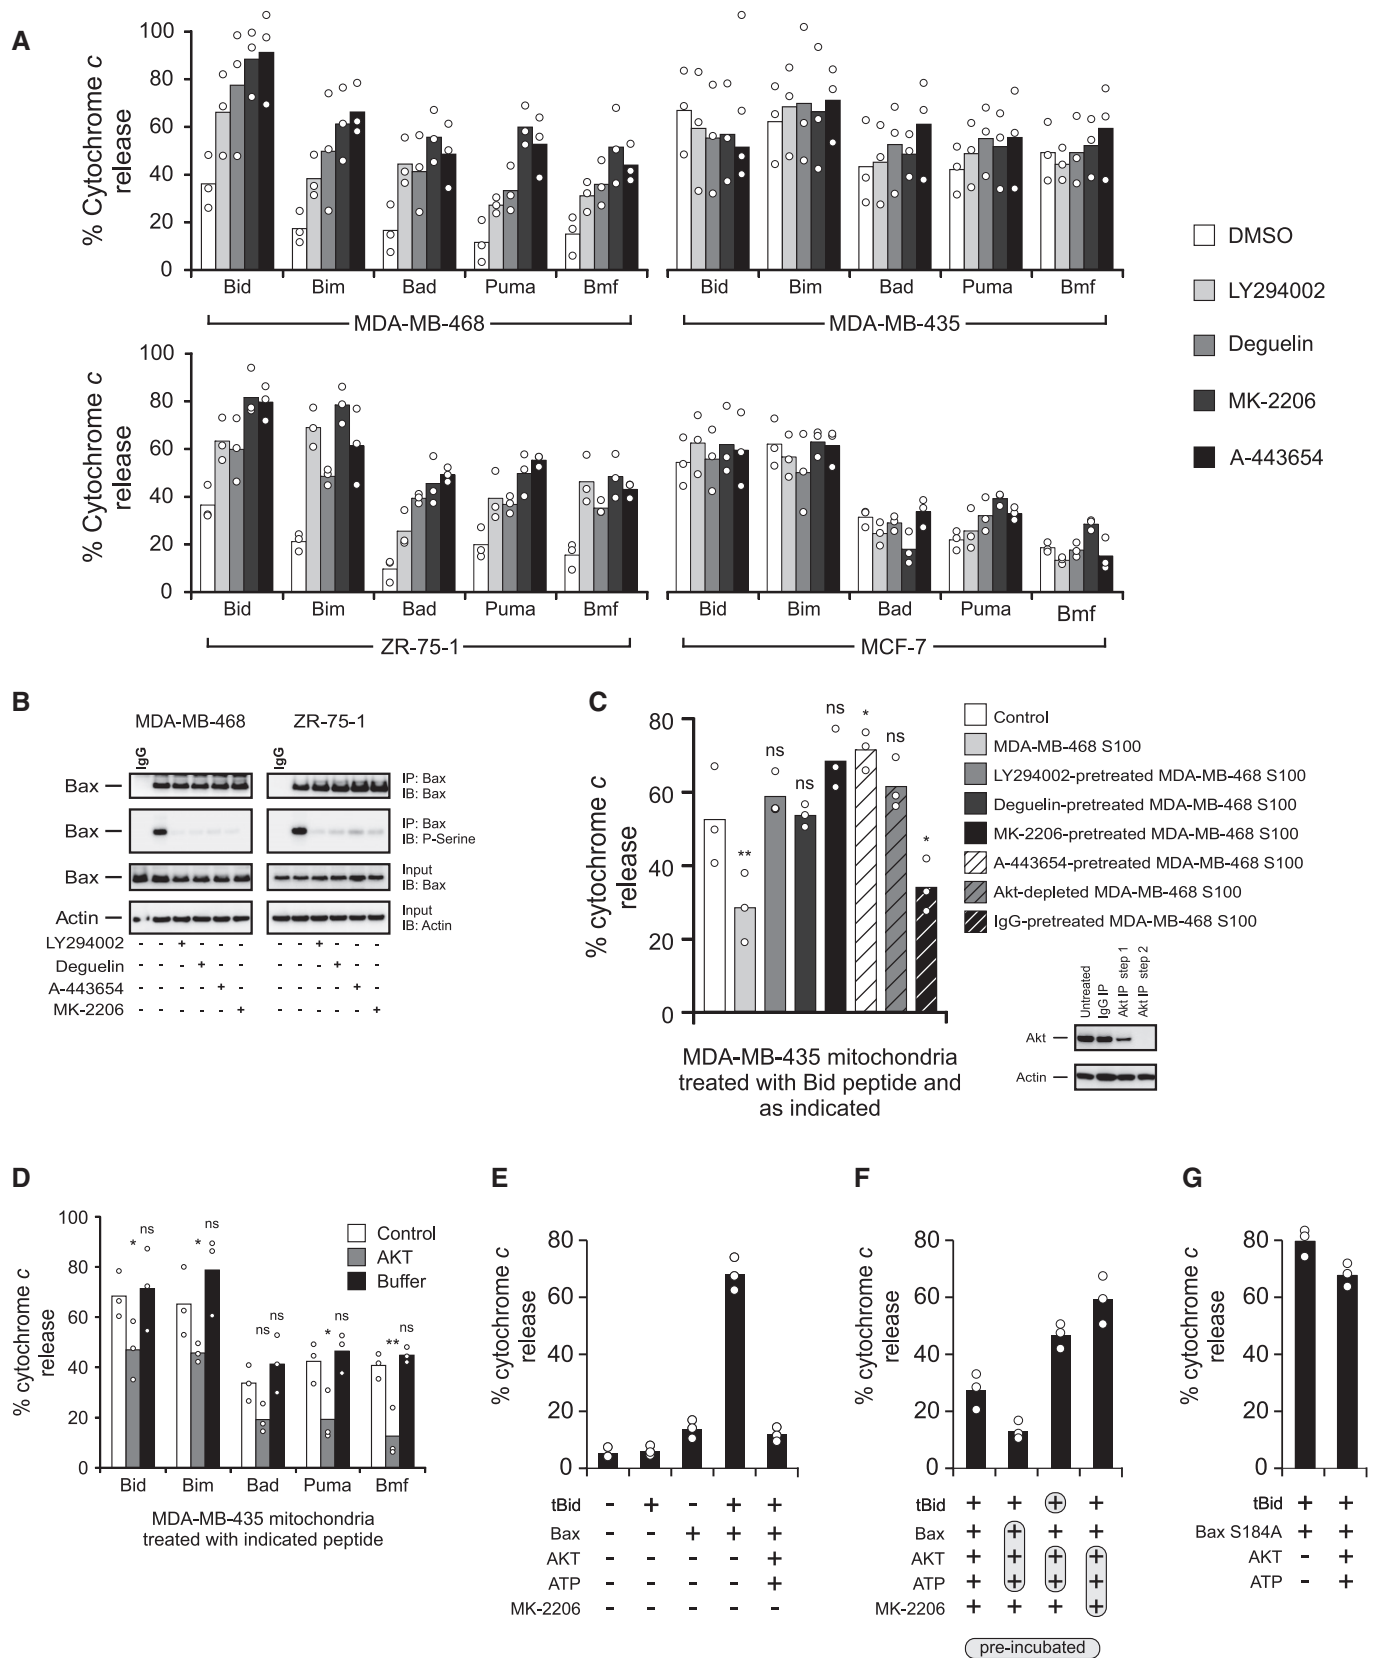 A
% Cytochrome c
release
100
80
60
40
20
0
Bid Bim Bad Puma Bmf
MDA-MB-468
Bid Bim Bad Puma Bmf
MDA-MB-435
DMSO
LY294002
Deguelin
MK-2206
A-443654
% Cytochrome c
release
100
80
60
40
20
0
Bid Bim Bad Puma Bmf
ZR-75-1
Bid Bim Bad Puma Bmf
MCF-7
B
MDA-MB-468 ZR-75-1
IgG IgG
Bax IP: Bax
IB: Bax
Bax IP: Bax
IB: P-Serine
Bax Input
IB: Bax
Actin Input
IB: Actin
LY294002 - - + - - - - - + - - -
Deguelin - - - + - - - - - + - -
A-443654 - - - - + - - - - - + -
MK-2206 - - - - - + - - - - - +
C
% cytochrome c
release
80
60
40
20
0
** ns ns ns * ns *
MDA-MB-435 mitochondria
treated with Bid peptide and
as indicated
Control
MDA-MB-468 S100
LY294002-pretreated MDA-MB-468 S100
Deguelin-pretreated MDA-MB-468 S100
MK-2206-pretreated MDA-MB-468 S100
A-443654-pretreated MDA-MB-468 S100
Akt-depleted MDA-MB-468 S100
IgG-pretreated MDA-MB-468 S100
Untreated
IgG IP
Akt IP step 1
Akt IP step 2
Akt
Actin
D
% cytochrome c
release
100
80
60
40
20
0
* ns * ns ns ns * ns ** ns
Control
AKT
Buffer
Bid Bim Bad Puma Bmf
MDA-MB-435 mitochondria
treated with indicated peptide
E
% cytochrome c
release
80
60
40
20
0
tBid - + - + +
Bax - - + + +
AKT - - - - +
ATP - - - - +
MK-2206 - - - - -
F
% cytochrome c
release
80
60
40
20
0
tBid + + + +
Bax + + + +
AKT + + + +
ATP + + + +
MK-2206 + + + +
pre-incubated
G
% cytochrome c
release
80
60
40
20
0
tBid + +
Bax S184A + +
AKT - +
ATP - +